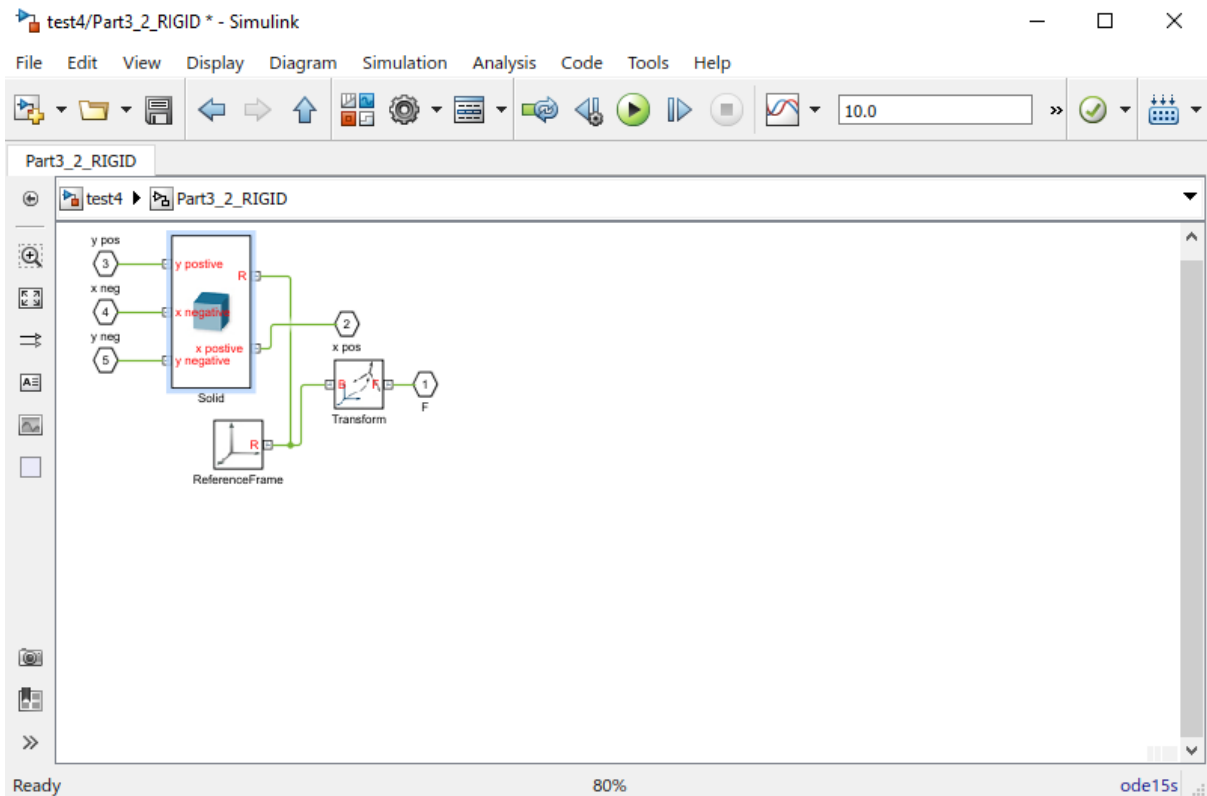 test4/Part3_2_RIGID * - Simulink
File Edit View Display Diagram Simulation Analysis Code Tools Help
10.0
»
Part3_2_RIGID
test4 Part3_2_RIGID
y pos
3
y postive
R
x neg
4
x negative
2
y neg
x postive
x pos
5
y negative
Solid
B F
1
Transform
F
R
ReferenceFrame
Ready 80% ode15s